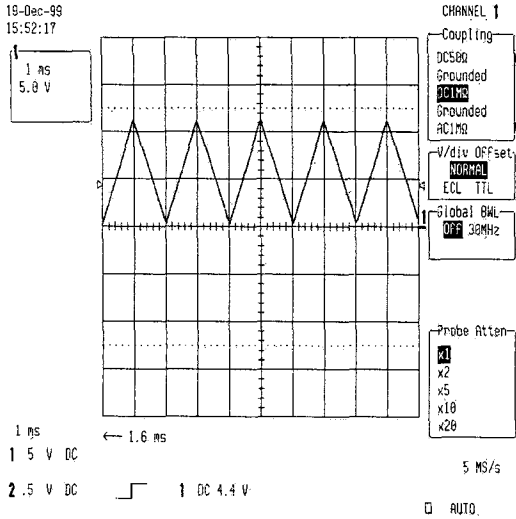 19-Dec-99
15:52:17
1
1 ms
5.0 V
CHANNEL 1
Coupling
DC50Ω
Grounded
DC1MΩ
Grounded
AC1MΩ
V/div Offset
NORMAL
ECL TTL
Global BWL
Off 30MHz
1
Probe Atten
x1
x2
x5
x10
x20
1 ms
← 1.6 ms
1 5 V DC
2 .5 V DC
1 DC 4.4 V
5 MS/s
AUTO